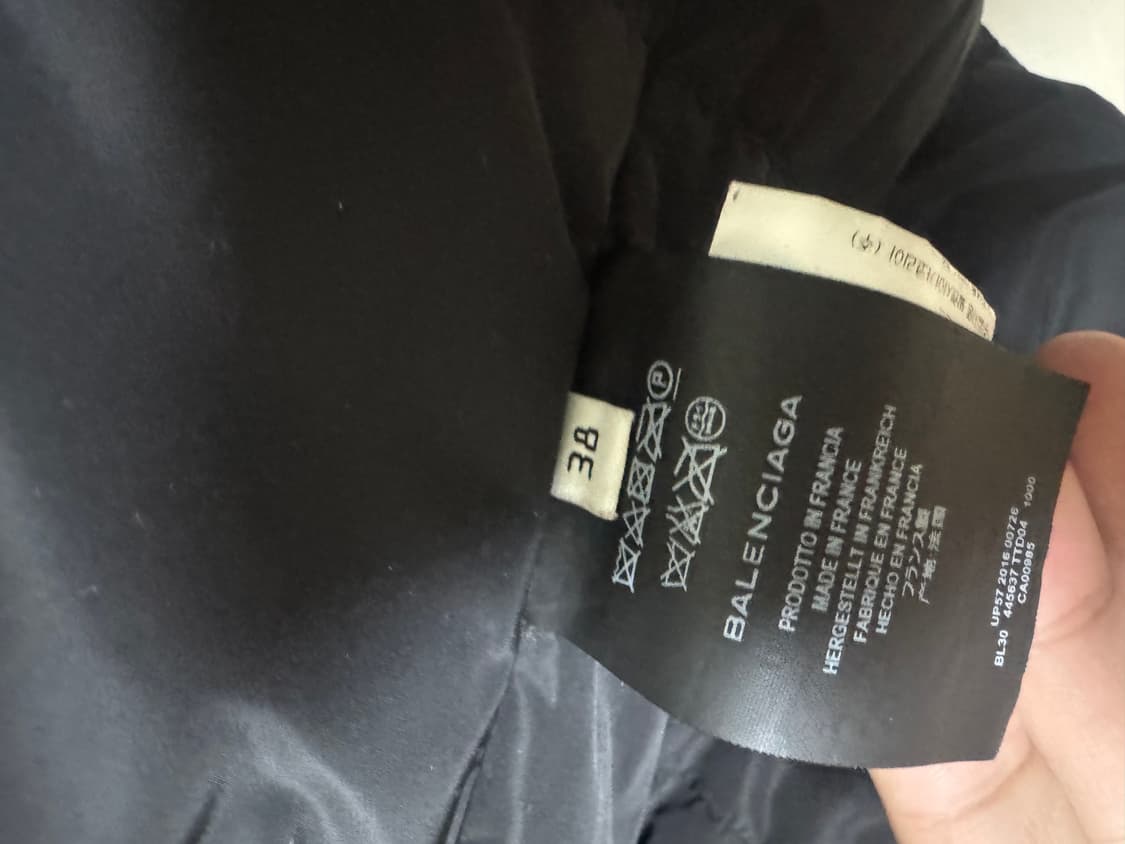 38
P
BALENCIAGA
PRODOTTO IN FRANCIA
MADE IN FRANCE
HERGESTELLT IN FRANKREICH
FABRIQUE EN FRANCE
HECHO EN FRANCIA
フランス製
产地:法国
BL30 UP57 2016 00726
445637 TTD04 1000
CA00985